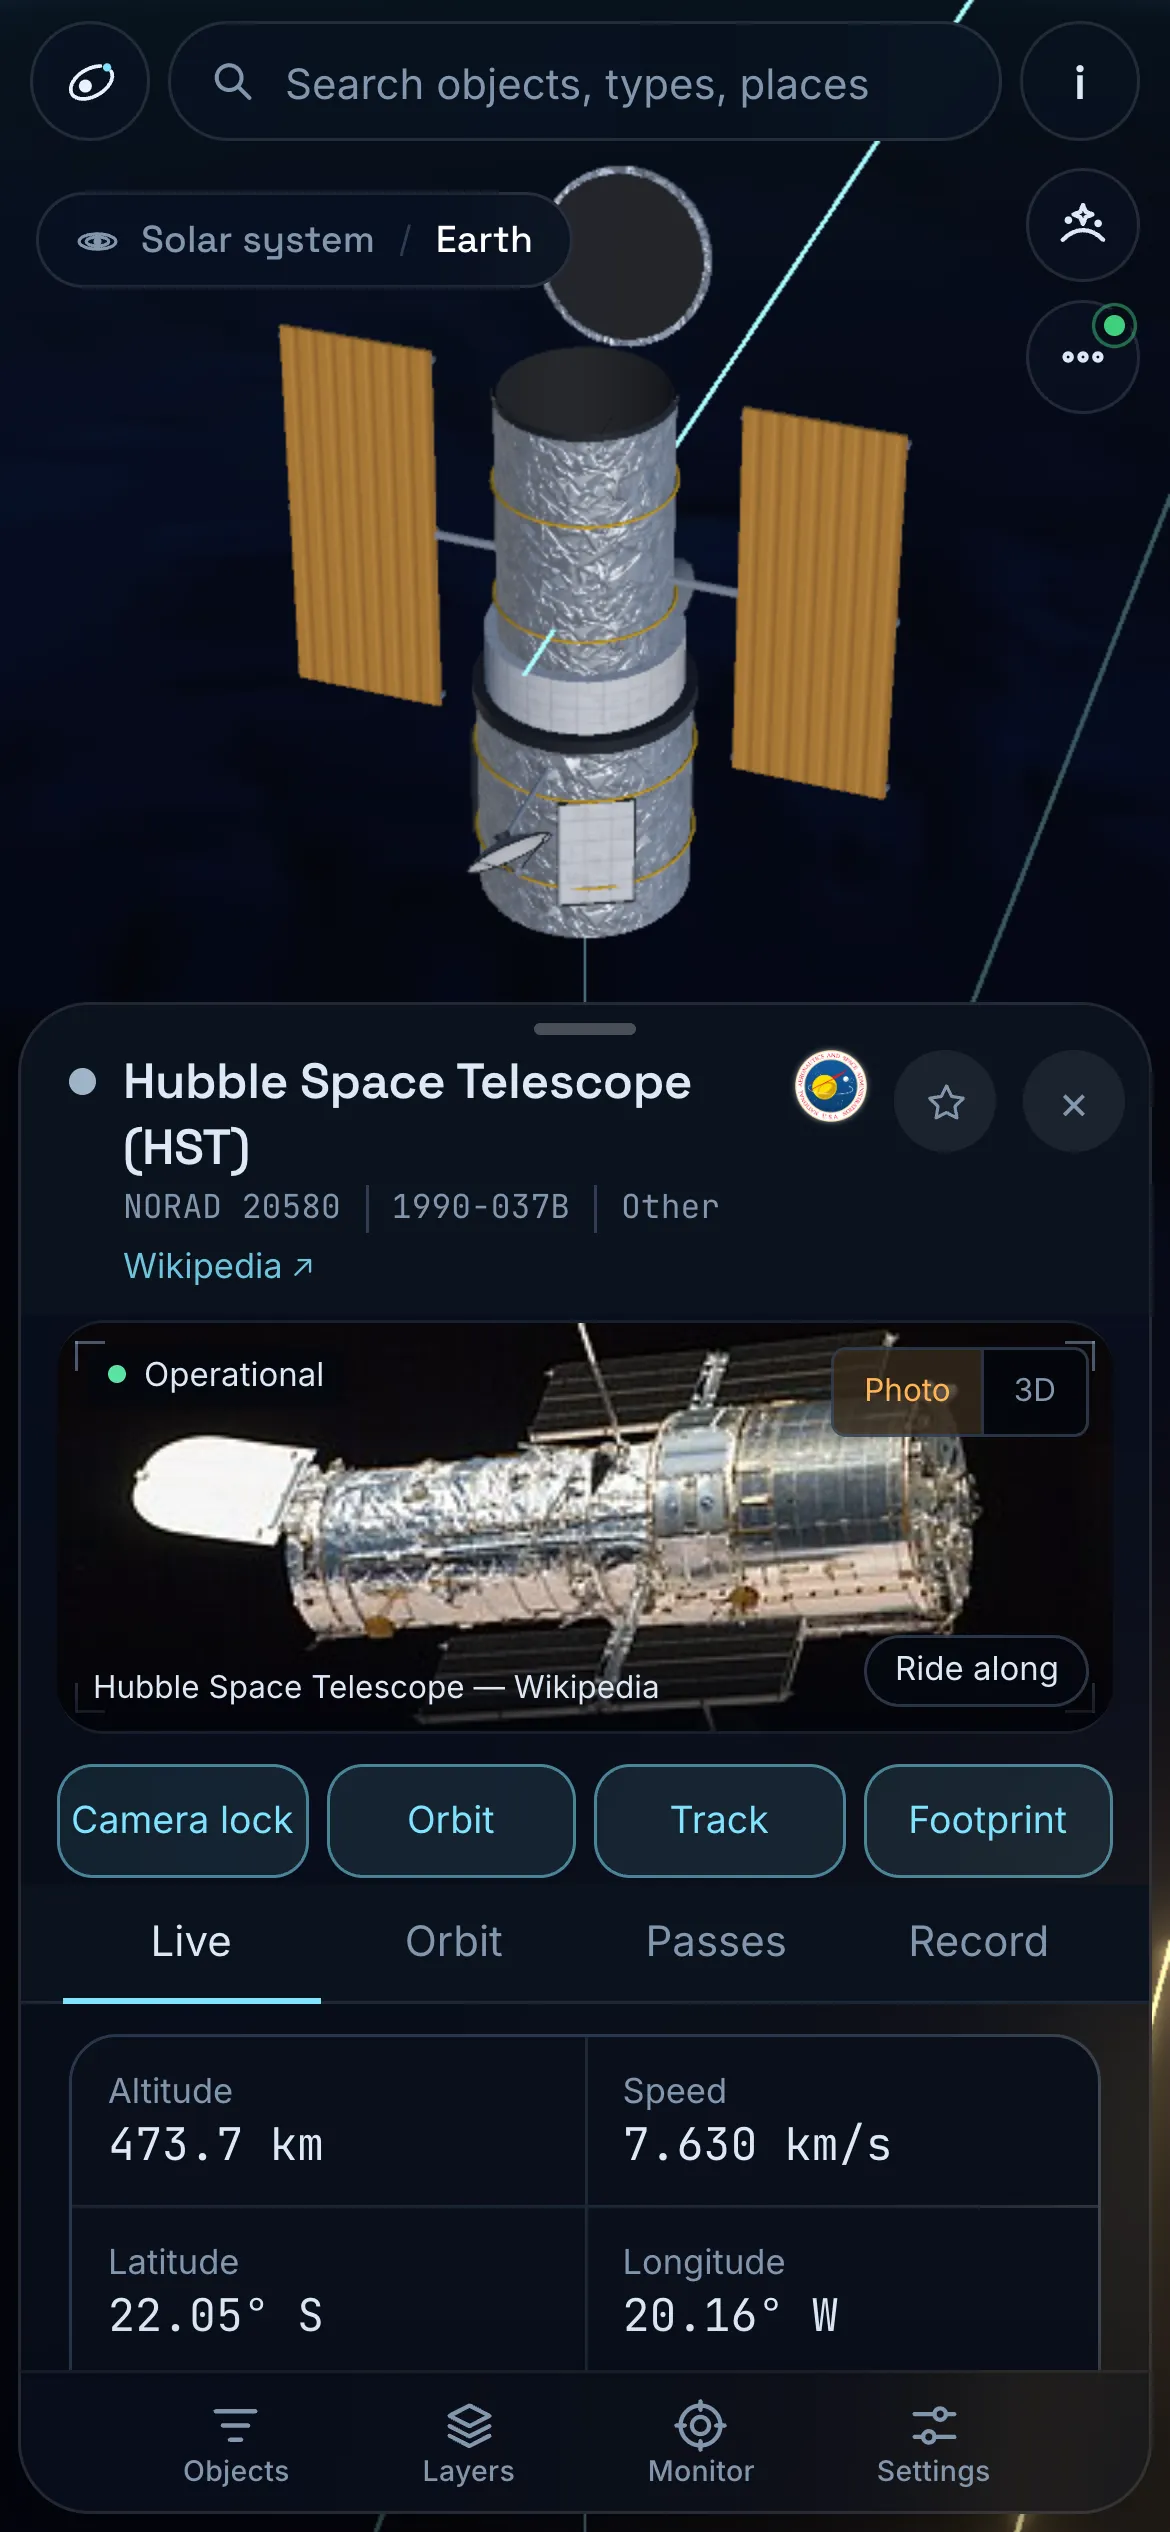 Search objects, types, places
i
Solar system / Earth
Hubble Space Telescope
(HST)
NORAD 20580 | 1990-037B | Other
Wikipedia ↗
Operational
Photo
3D
Hubble Space Telescope — Wikipedia
Ride along
Camera lock
Orbit
Track
Footprint
Live
Orbit
Passes
Record
Altitude
473.7 km
Speed
7.630 km/s
Latitude
22.05° S
Longitude
20.16° W
Objects
Layers
Monitor
Settings